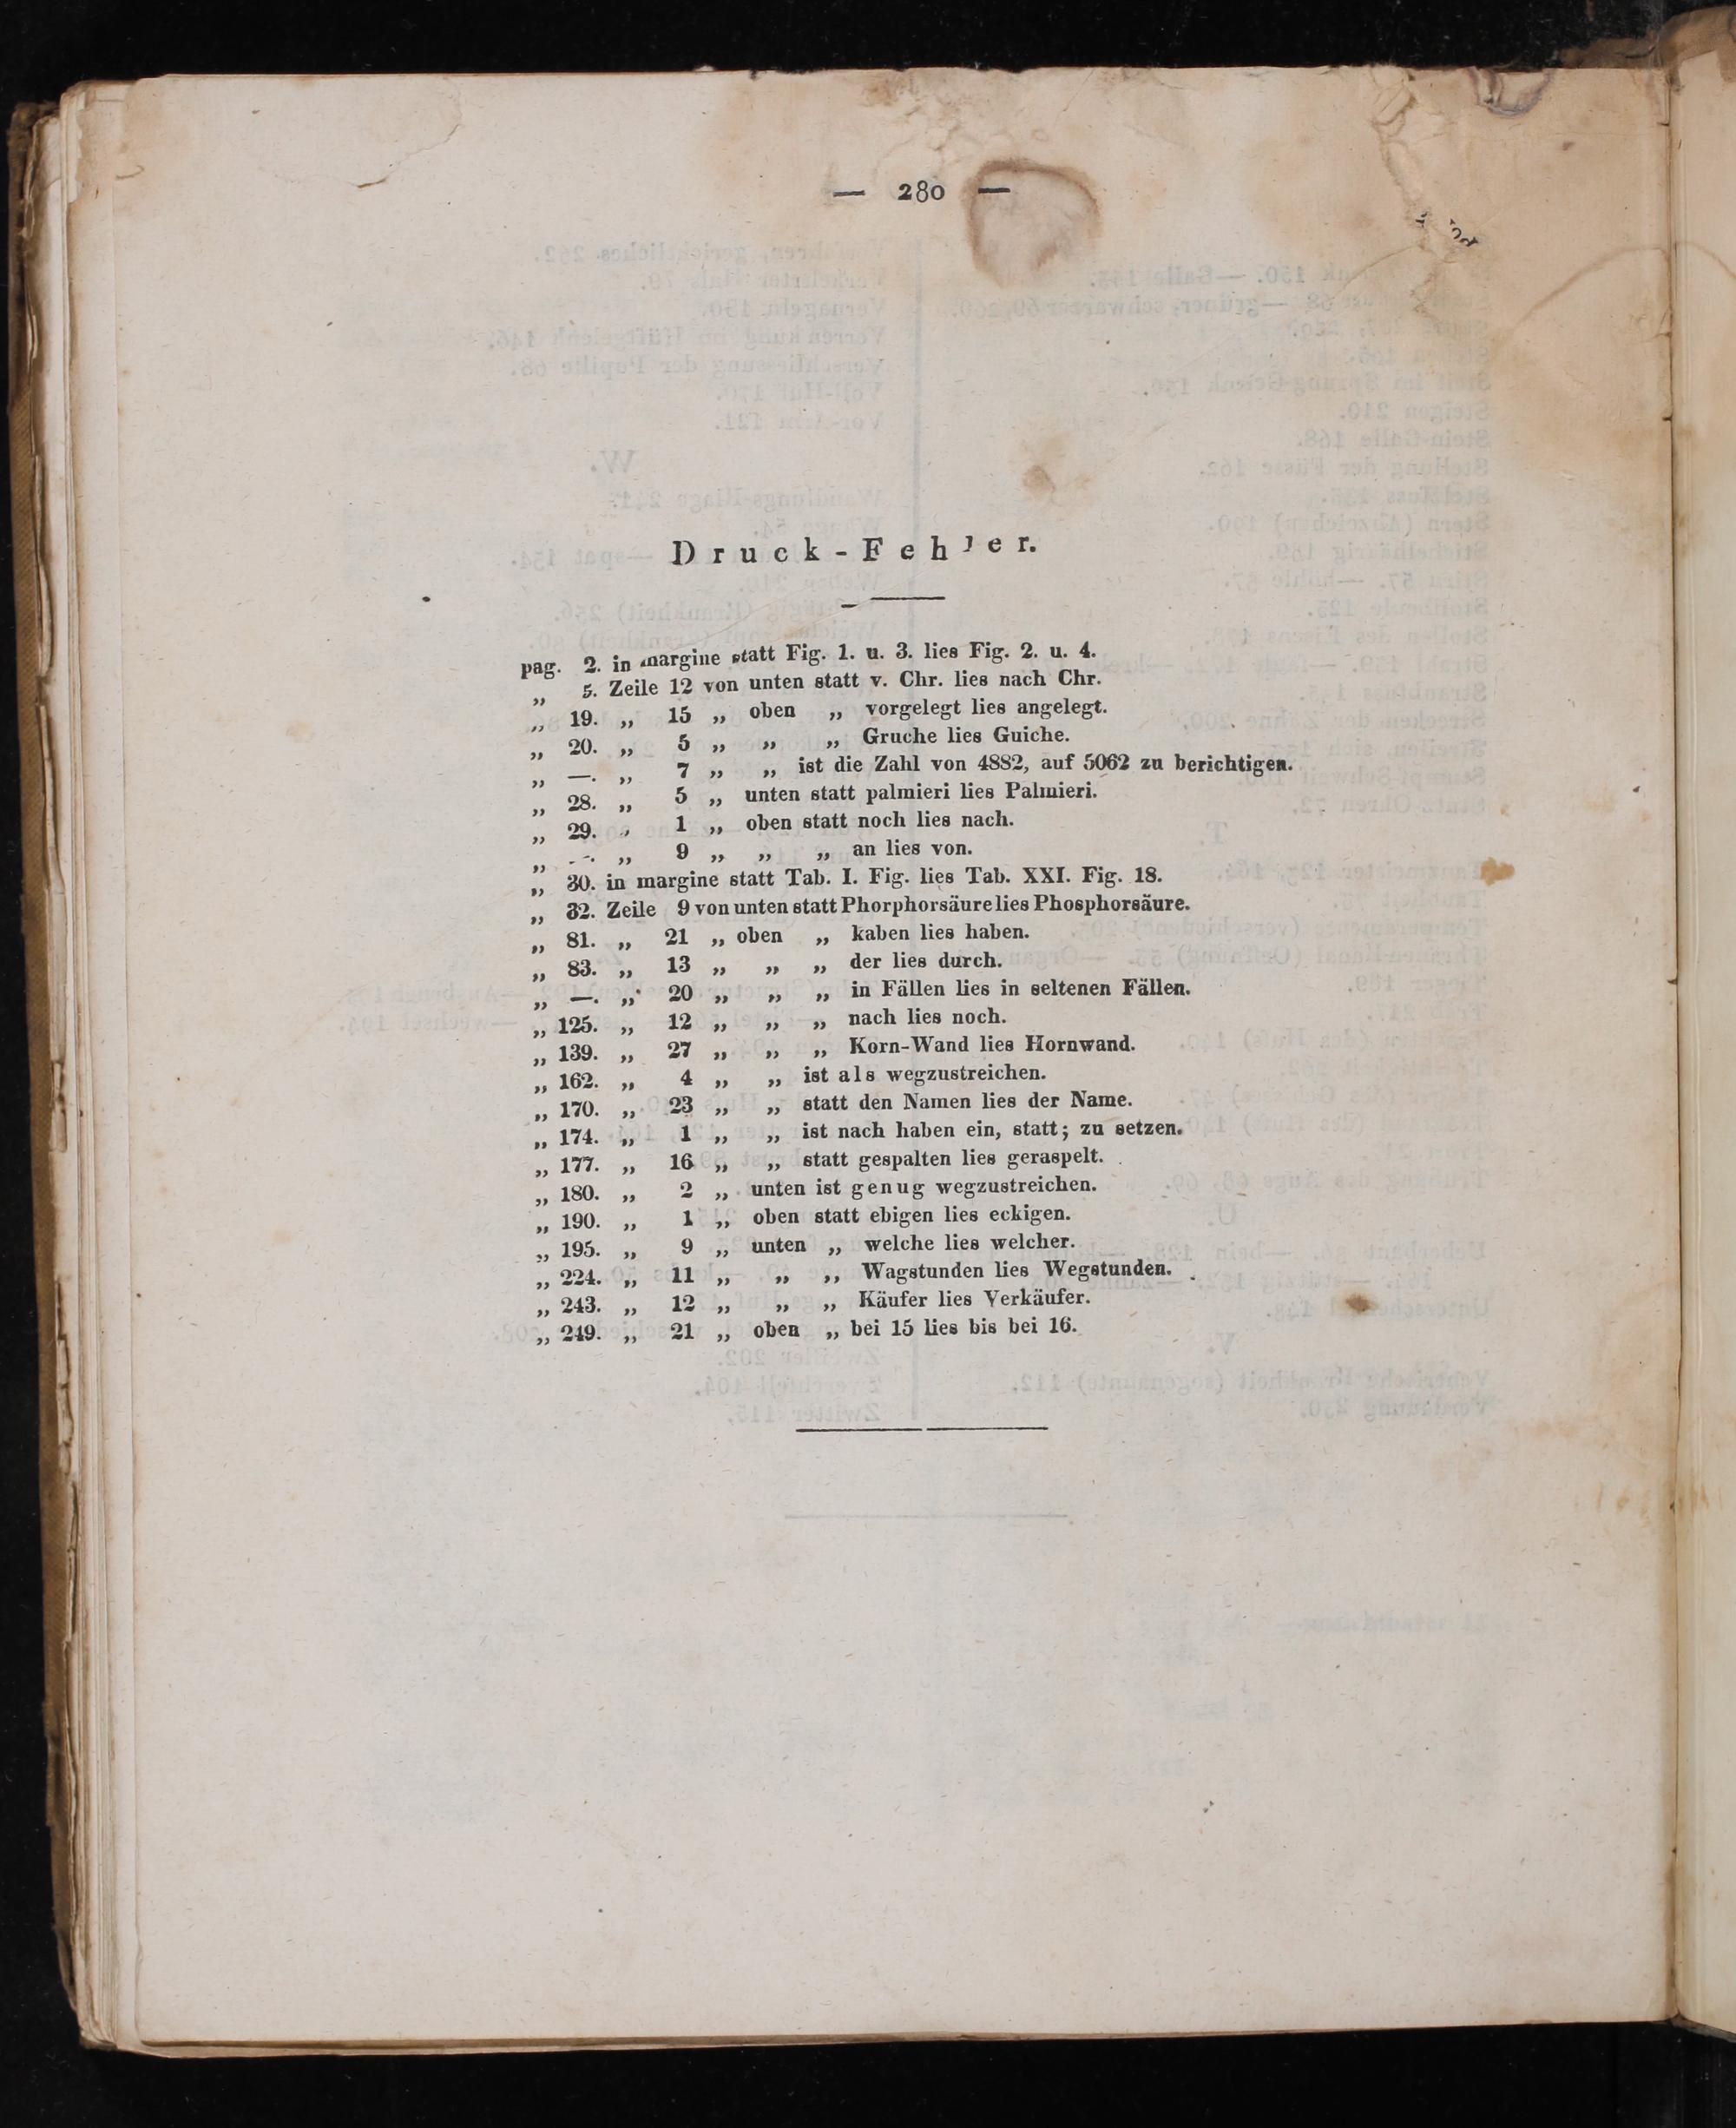 — 280 —
Druck-Fehler.
pag. 2. in margine statt Fig. 1. u. 3. lies Fig. 2. u. 4.
„ 5. Zeile 12 von unten statt v. Chr. lies nach Chr.
„ 19. „ 15 „ oben „ vorgelegt lies angelegt.
„ 20. „ 5 „ „ „ Gruche lies Guiche.
„ —. „ 7 „ „ ist die Zahl von 4882, auf 5062 zu berichtigen.
„ 28. „ 5 „ unten statt palmieri lies Palmieri.
„ 29. „ 1 „ oben statt noch lies nach.
„ —. „ 9 „ „ „ an lies von.
„ 30. in margine statt Tab. I. Fig. lies Tab. XXI. Fig. 18.
„ 32. Zeile 9 von unten statt Phorphorsäure lies Phosphorsäure.
„ 81. „ 21 „ oben „ kaben lies haben.
„ 83. „ 13 „ „ „ der lies durch.
„ —. „ 20 „ „ „ in Fällen lies in seltenen Fällen.
„ 125. „ 12 „ „ „ nach lies noch.
„ 139. „ 27 „ „ „ Korn-Wand lies Hornwand.
„ 162. „ 4 „ „ ist als wegzustreichen.
„ 170. „ 23 „ „ statt den Namen lies der Name.
„ 174. „ 1 „ „ ist nach haben ein, statt; zu setzen.
„ 177. „ 16 „ „ statt gespalten lies geraspelt.
„ 180. „ 2 „ unten ist genug wegzustreichen.
„ 190. „ 1 „ oben statt ebigen lies eckigen.
„ 195. „ 9 „ unten „ welche lies welcher.
„ 224. „ 11 „ „ „ Wagstunden lies Wegstunden.
„ 243. „ 12 „ „ „ Käufer lies Verkäufer.
„ 249. „ 21 „ oben „ bei 15 lies bis bei 16.